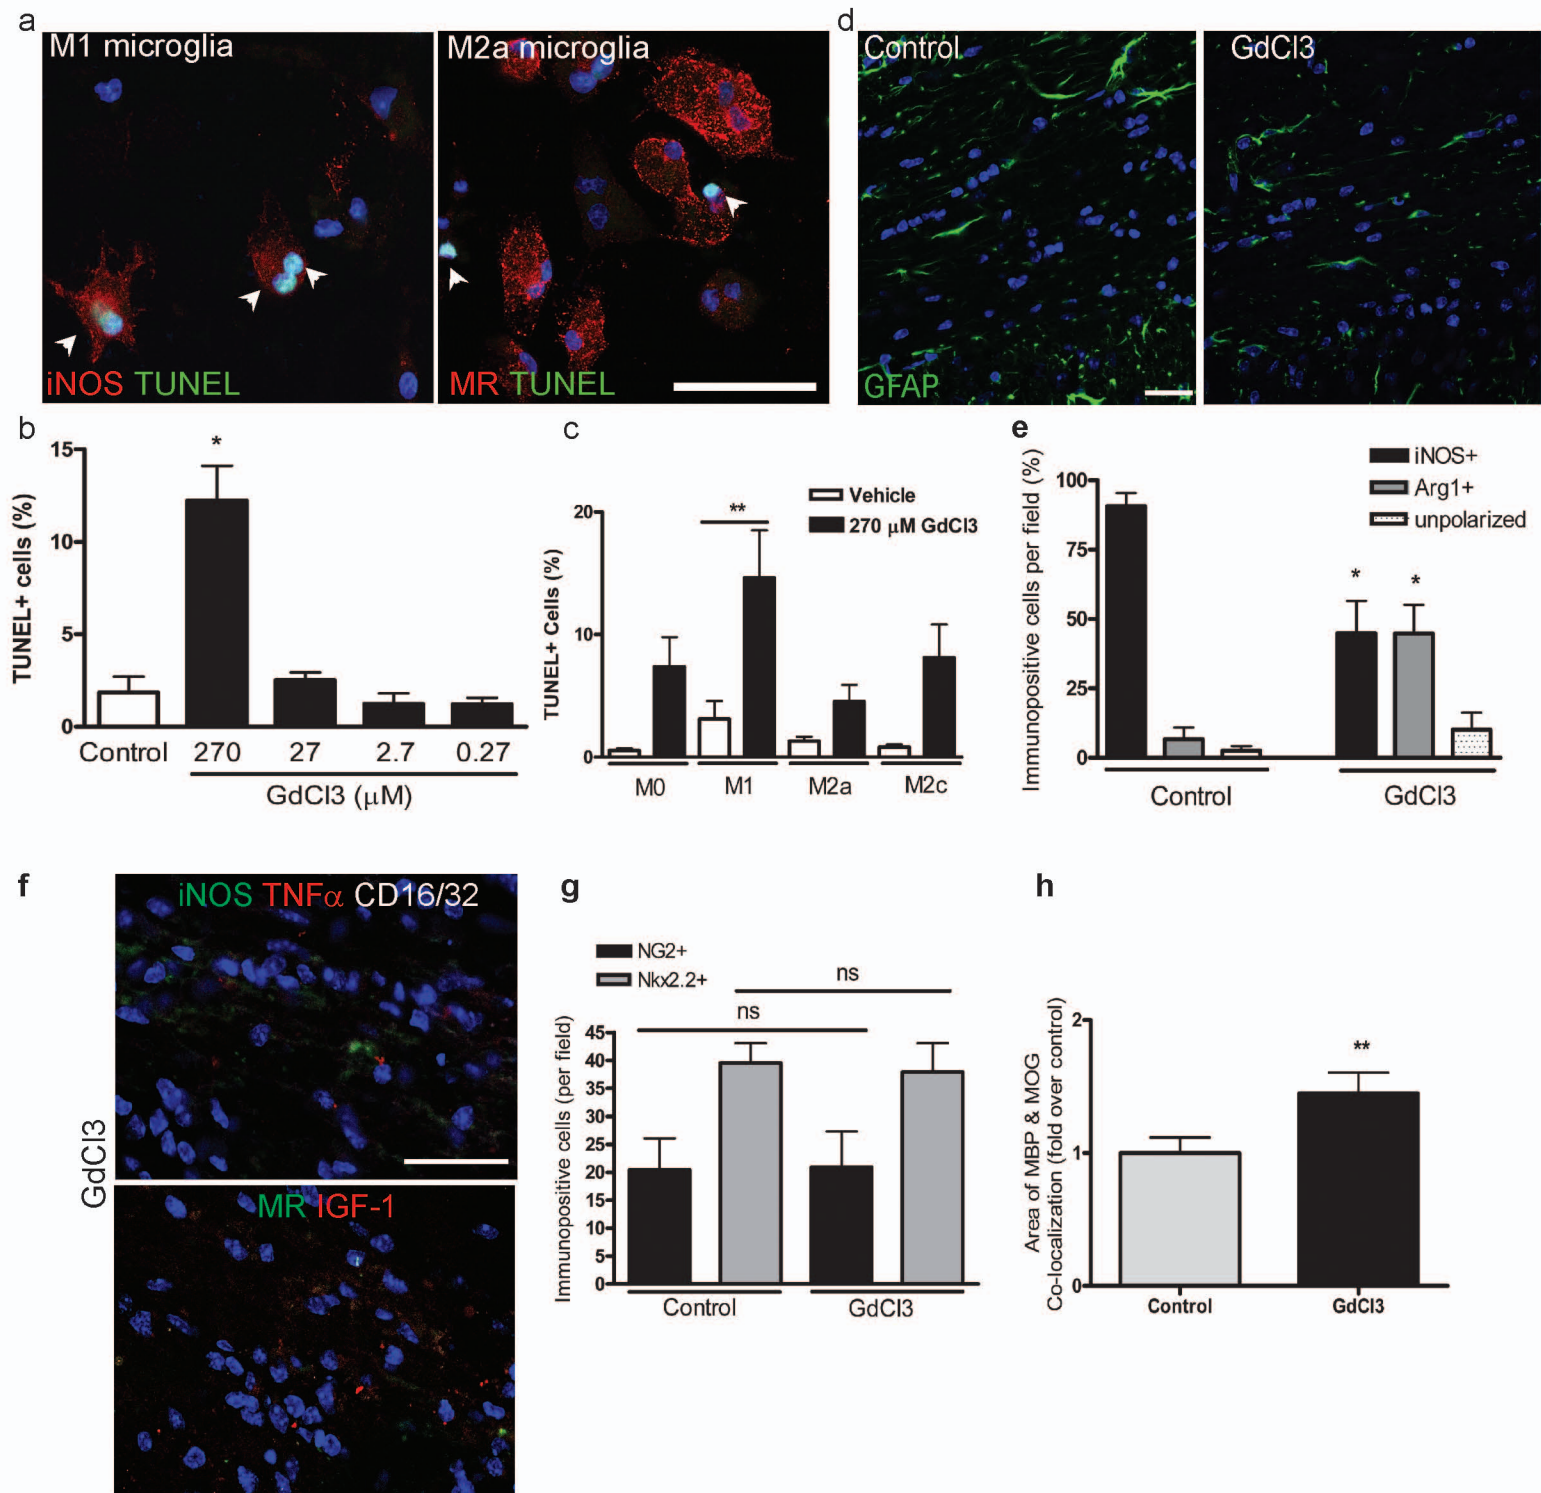 a
M1 microglia
iNOS TUNEL
M2a microglia
MR TUNEL
d
Control
GFAP
GdCl3
b
TUNEL+ cells (%)
15
10
5
0
*
Control
270
27
2.7
0.27
GdCl3 (μM)
c
TUNEL+ Cells (%)
20
10
0
**
Vehicle
270 μM GdCl3
M0
M1
M2a
M2c
e
Immunopositive cells per field (%)
100
75
50
25
0
iNOS+
Arg1+
unpolarized
*
*
Control
GdCl3
f
GdCl3
iNOS TNFα CD16/32
MR IGF-1
g
NG2+
Nkx2.2+
ns
ns
Immunopositive cells (per field)
45
40
35
30
25
20
15
10
5
0
Control
GdCl3
h
Area of MBP & MOG
Co-localization (fold over control)
2
1
0
**
Control
GdCl3